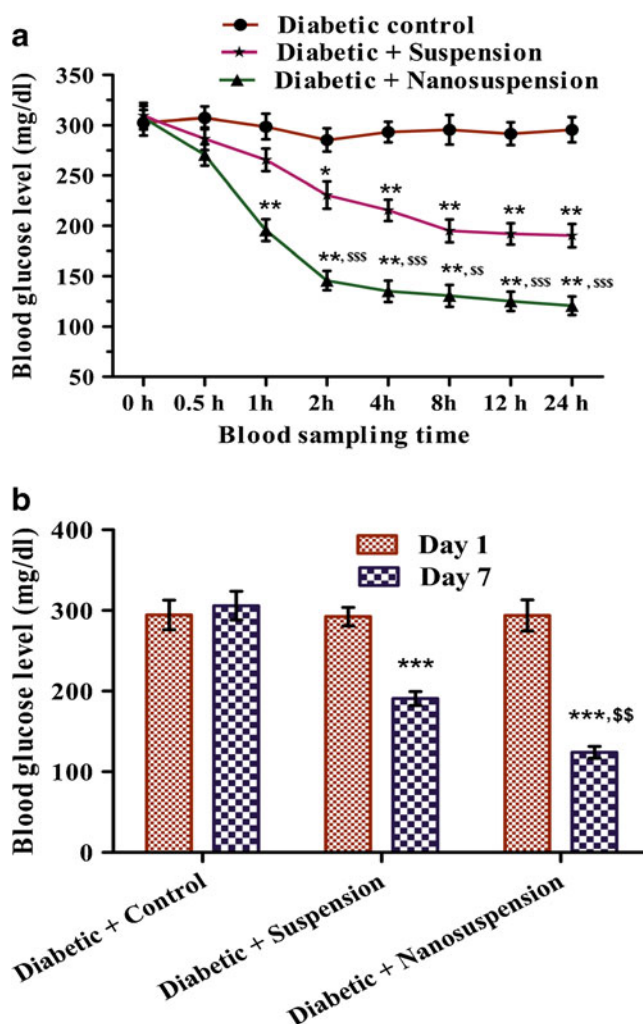 a
Diabetic control
Diabetic + Suspension
Diabetic + Nanosuspension
Blood glucose level (mg/dl)
350
300
250
200
150
100
50
*
**
**
**
**
**
**, $$$
**, $$$
**, $$
**, $$$
**, $$$
0 h
0.5 h
1h
2h
4h
8h
12 h
24 h
Blood sampling time
b
Blood glucose level (mg/dl)
400
300
200
100
0
Day 1
Day 7
***
***,$$
Diabetic + Control
Diabetic + Suspension
Diabetic + Nanosuspension